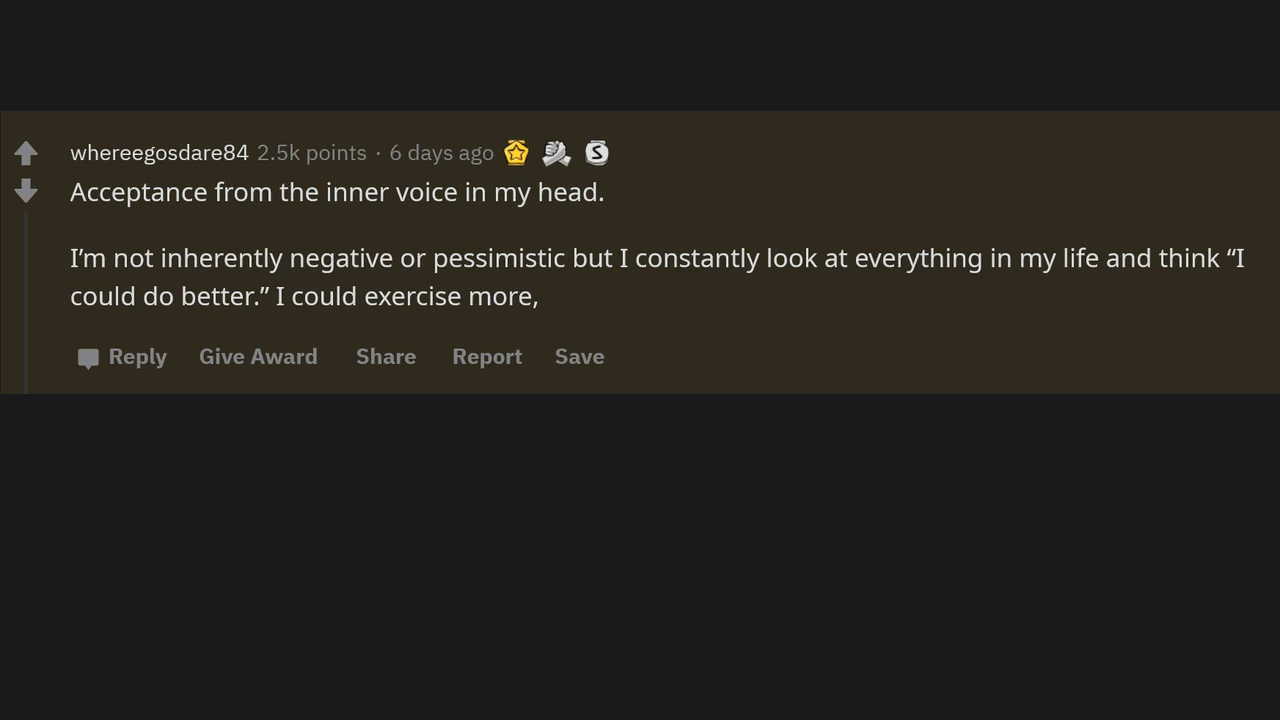 whereegosdare84 2.5k points · 6 days ago
Acceptance from the inner voice in my head.
I’m not inherently negative or pessimistic but I constantly look at everything in my life and think “I
could do better.” I could exercise more,
Reply Give Award Share Report Save